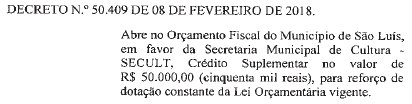 DECRETO N.º 50.409 DE 08 DE FEVEREIRO DE 2018.
Abre no Orçamento Fiscal do Município de São Luís,
em favor da Secretaria Municipal de Cultura -
SECULT, Crédito Suplementar no valor de
R$ 50.000,00 (cinquenta mil reais), para reforço de
dotação constante da Lei Orçamentária vigente.